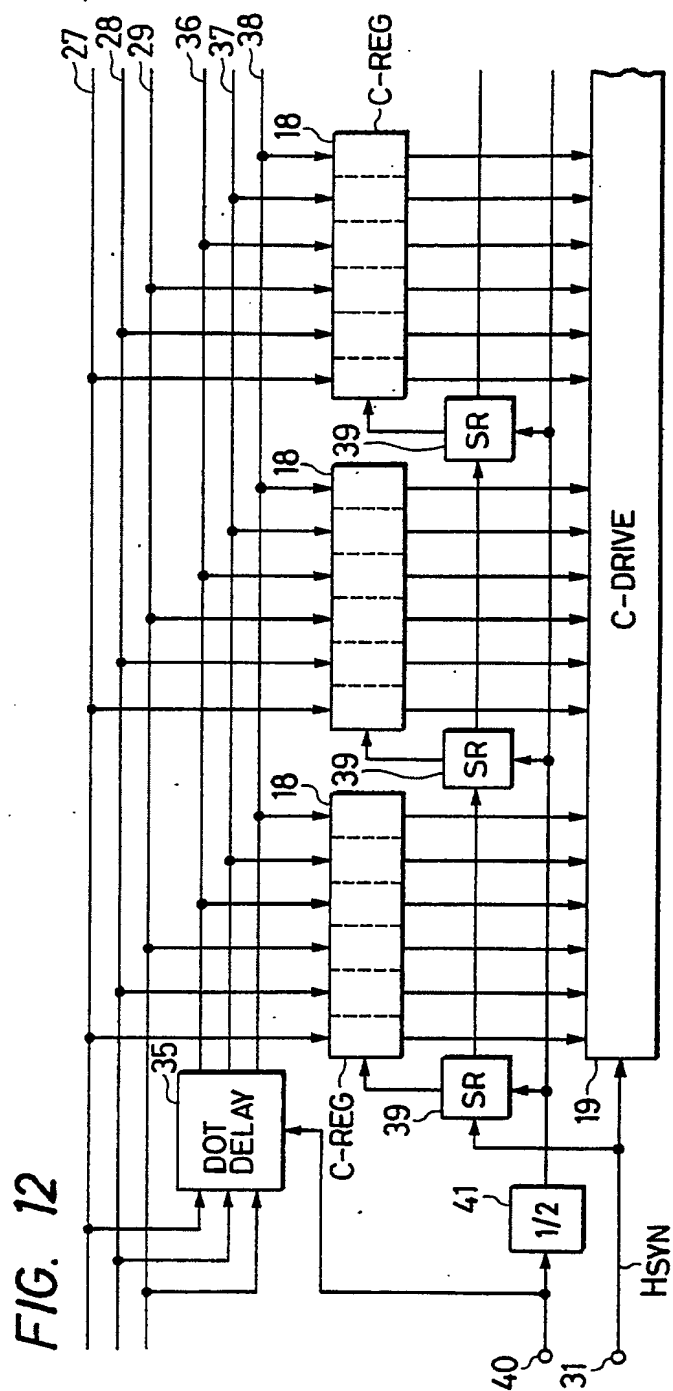 FIG. 12
27
28
29
36
37
38
35
DOT
DELAY
18
18
18
C-REG
C-REG
39
SR
39
SR
39
SR
41
1/2
40
31
HSYN
19
C-DRIVE